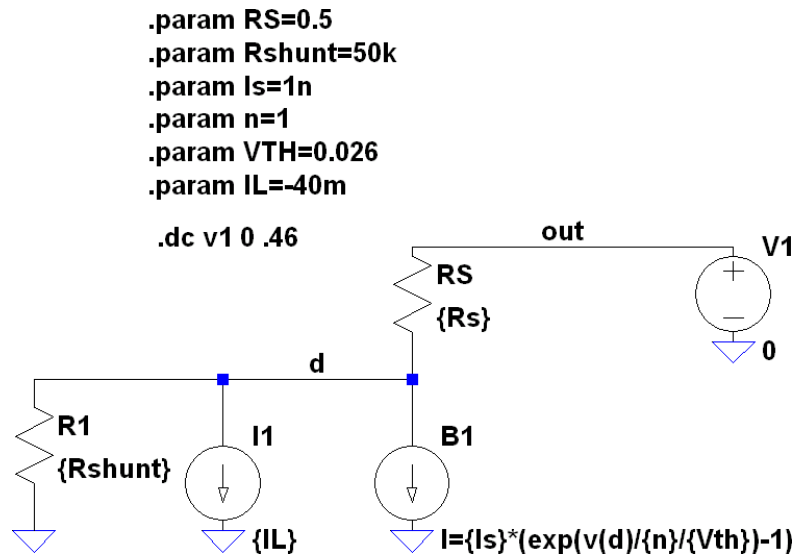 .param RS=0.5
.param Rshunt=50k
.param Is=1n
.param n=1
.param VTH=0.026
.param IL=-40m
.dc v1 0 .46
out
V1
RS
{Rs}
0
d
R1
{Rshunt}
I1
{IL}
B1
I={Is}*(exp(v(d)/{n}/{Vth})-1)